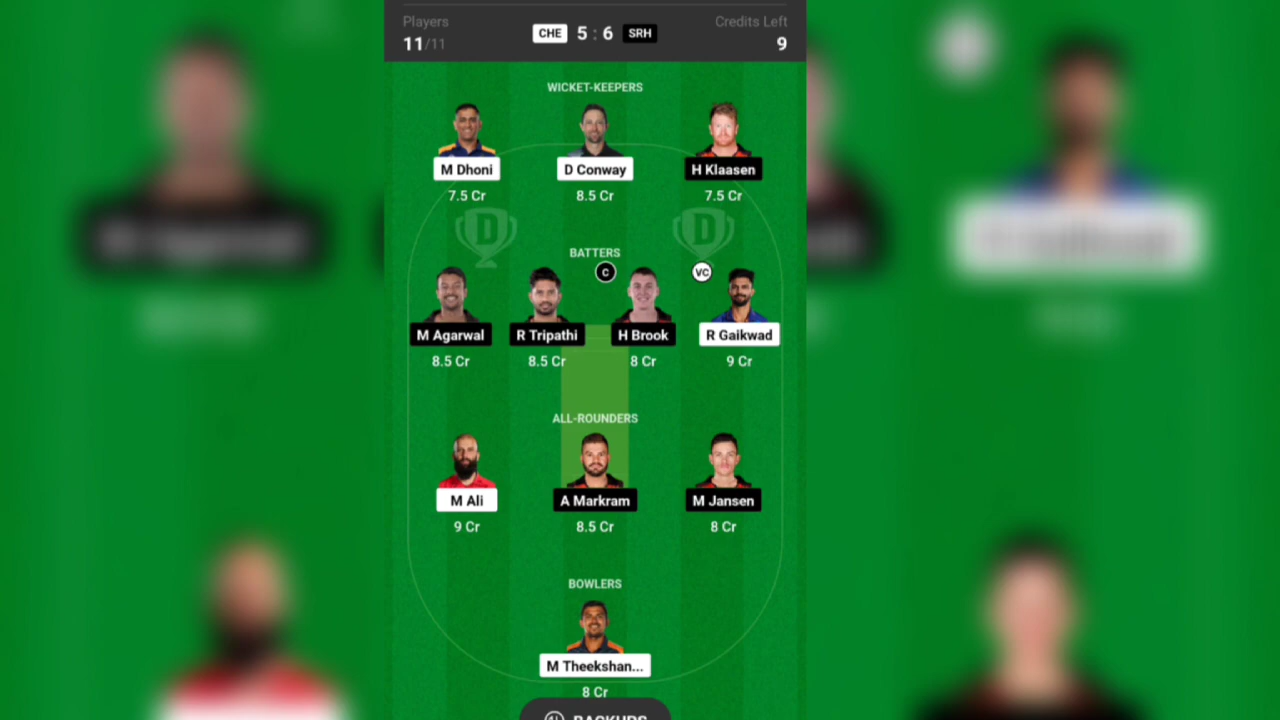 Players
11/11
CHE 5 : 6 SRH
Credits Left
9
WICKET-KEEPERS
M Dhoni
D Conway
H Klaasen
7.5 Cr
8.5 Cr
7.5 Cr
D
D
BATTERS
C
VC
M Agarwal
R Tripathi
H Brook
R Gaikwad
8.5 Cr
8.5 Cr
8 Cr
9 Cr
ALL-ROUNDERS
M Ali
A Markram
M Jansen
9 Cr
8.5 Cr
8 Cr
BOWLERS
M Theekshan...
8 Cr
BACKUPS